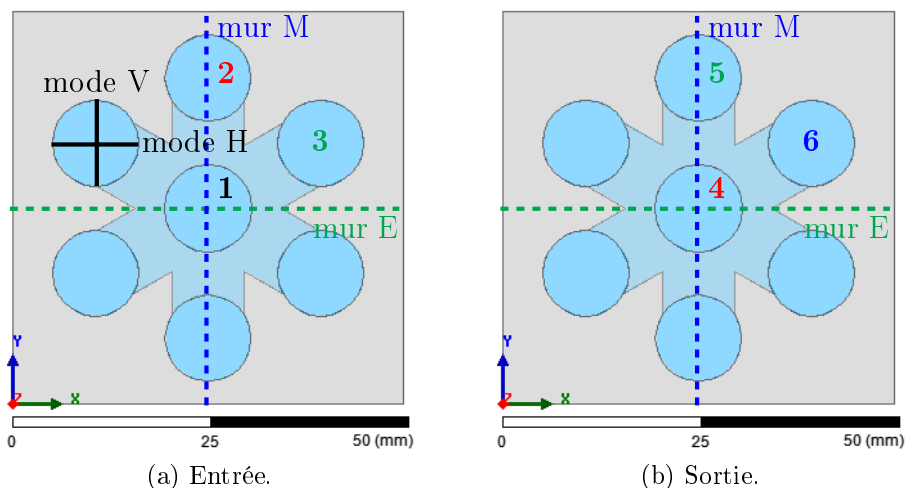 mur M
2
mode V
mode H
3
1
mur E
Y
Z
X
0
25
50 (mm)
(a) Entrée.
mur M
5
6
4
mur E
Y
Z
X
0
25
50 (mm)
(b) Sortie.